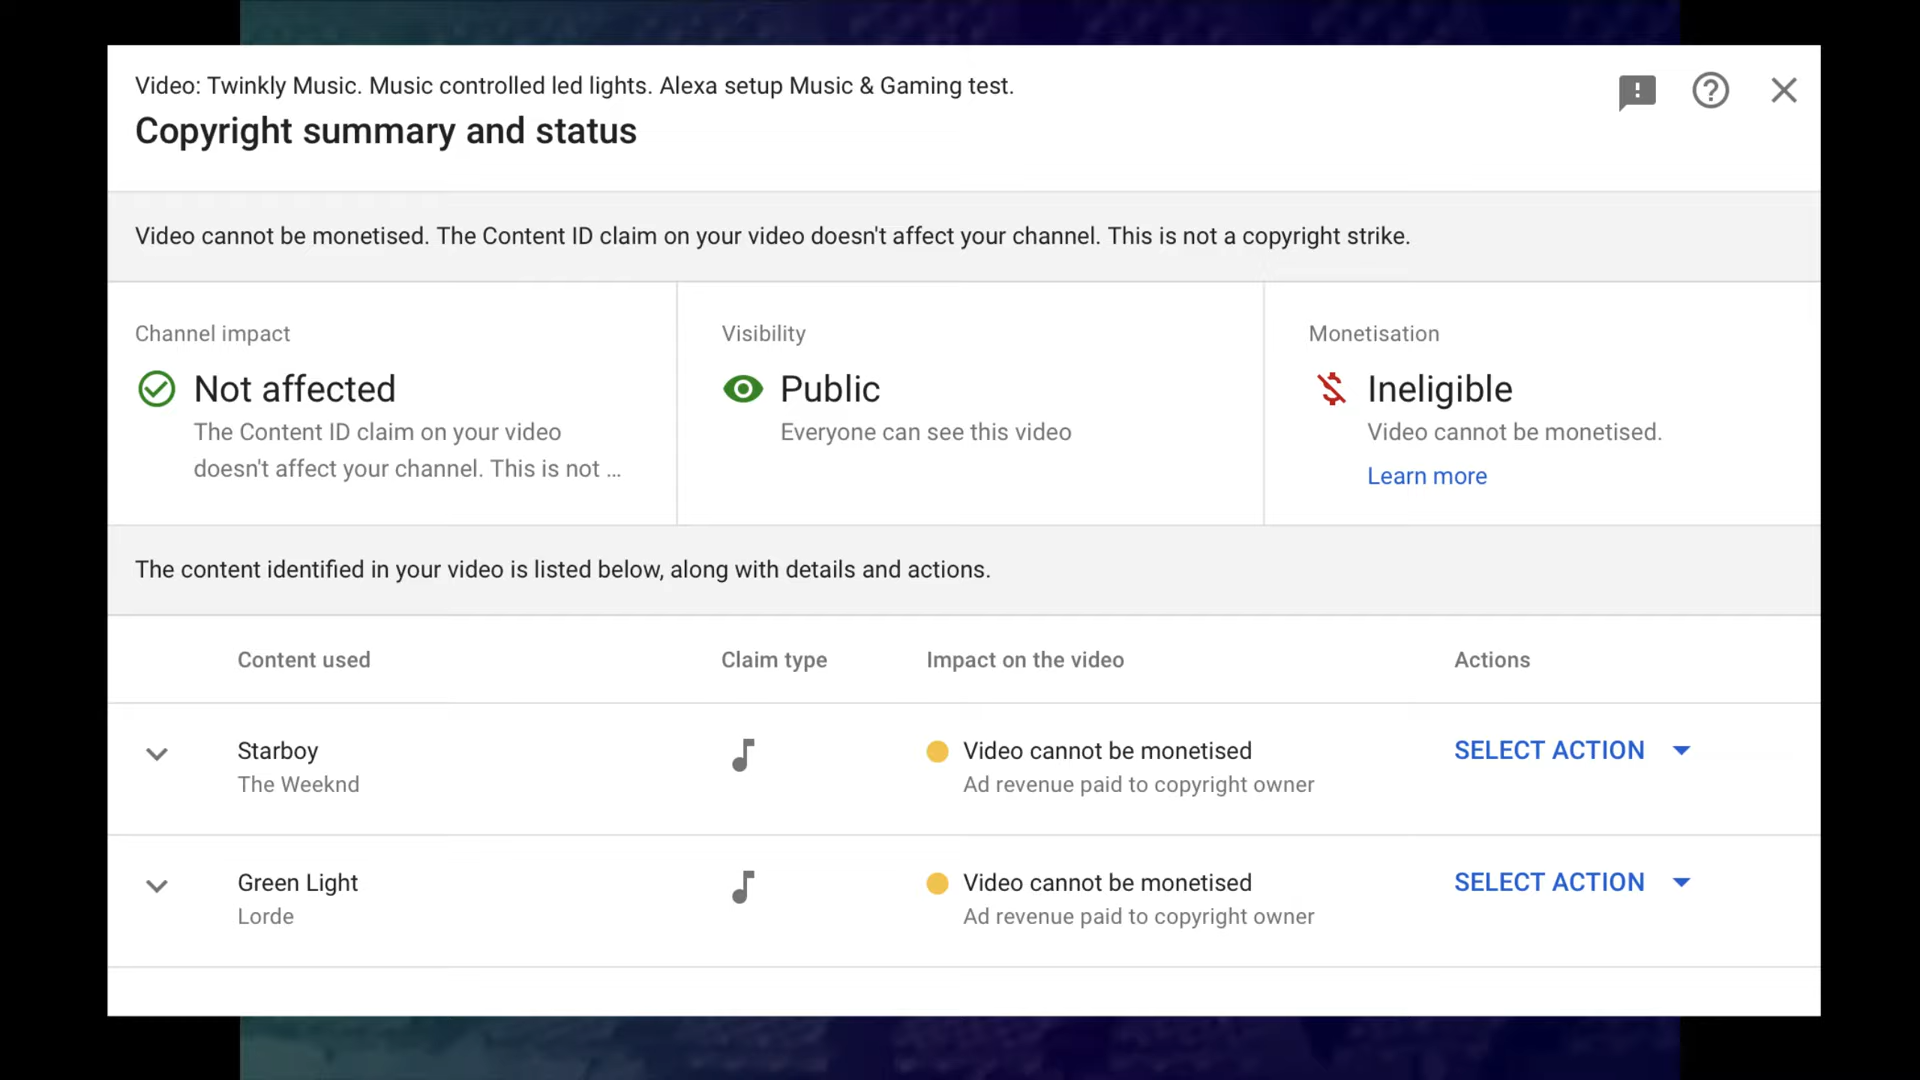 Video: Twinkly Music. Music controlled led lights. Alexa setup Music & Gaming test.
Copyright summary and status
Video cannot be monetised. The Content ID claim on your video doesn't affect your channel. This is not a copyright strike.
Channel impact
Not affected
The Content ID claim on your video
doesn't affect your channel. This is not ...
Visibility
Public
Everyone can see this video
Monetisation
Ineligible
Video cannot be monetised.
Learn more
The content identified in your video is listed below, along with details and actions.
Content used Claim type Impact on the video Actions
Starboy Video cannot be monetised SELECT ACTION
The Weeknd Ad revenue paid to copyright owner
Green Light Video cannot be monetised SELECT ACTION
Lorde Ad revenue paid to copyright owner